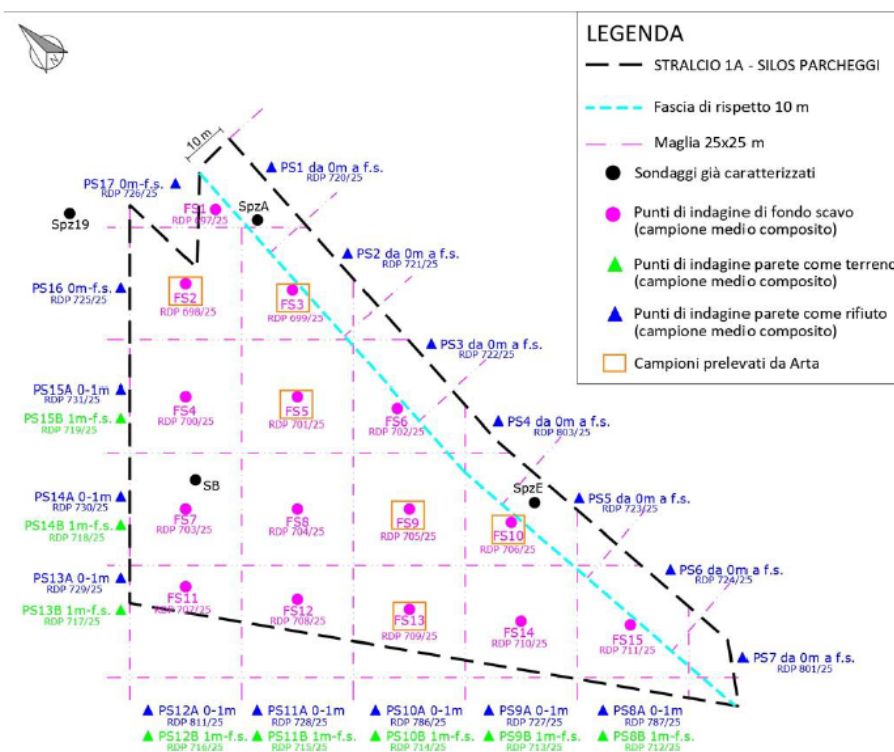 LEGENDA
STRALCIO 1A - SILOS PARCHEGGI
Fascia di rispetto 10 m
Maglia 25x25 m
Sondaggi già caratterizzati
Punti di indagine di fondo scavo
(campione medio composito)
Punti di indagine parete come terreno
(campione medio composito)
Punti di indagine parete come rifiuto
(campione medio composito)
Campioni prelevati da Arta
N
10 m
PS1 da 0m a f.s.
RDP 720/25
PS17 0m-f.s.
RDP 726/25
FS1
RDP 697/25
SpzA
Spz19
PS2 da 0m a f.s.
RDP 721/25
PS16 0m-f.s.
RDP 725/25
FS2
RDP 698/25
FS3
RDP 699/25
PS3 da 0m a f.s.
RDP 722/25
PS15A 0-1m
RDP 731/25
PS15B 1m-f.s.
RDP 719/25
FS4
RDP 700/25
FS5
RDP 701/25
FS6
RDP 702/25
PS4 da 0m a f.s.
RDP 803/25
SB
SpzE
PS14A 0-1m
RDP 730/25
PS14B 1m-f.s.
RDP 718/25
FS7
RDP 703/25
FS8
RDP 704/25
FS9
RDP 705/25
FS10
RDP 706/25
PS5 da 0m a f.s.
RDP 723/25
PS6 da 0m a f.s.
RDP 724/25
PS13A 0-1m
RDP 729/25
PS13B 1m-f.s.
RDP 717/25
FS11
RDP 707/25
FS12
RDP 708/25
FS13
RDP 709/25
FS14
RDP 710/25
FS15
RDP 711/25
PS7 da 0m a f.s.
RDP 801/25
PS12A 0-1m
RDP 811/25
PS11A 0-1m
RDP 728/25
PS10A 0-1m
RDP 786/25
PS9A 0-1m
RDP 727/25
PS8A 0-1m
RDP 787/25
PS12B 1m-f.s.
RDP 716/25
PS11B 1m-f.s.
RDP 715/25
PS10B 1m-f.s.
RDP 714/25
PS9B 1m-f.s.
RDP 713/25
PS8B 1m-f.s.
RDP 712/25